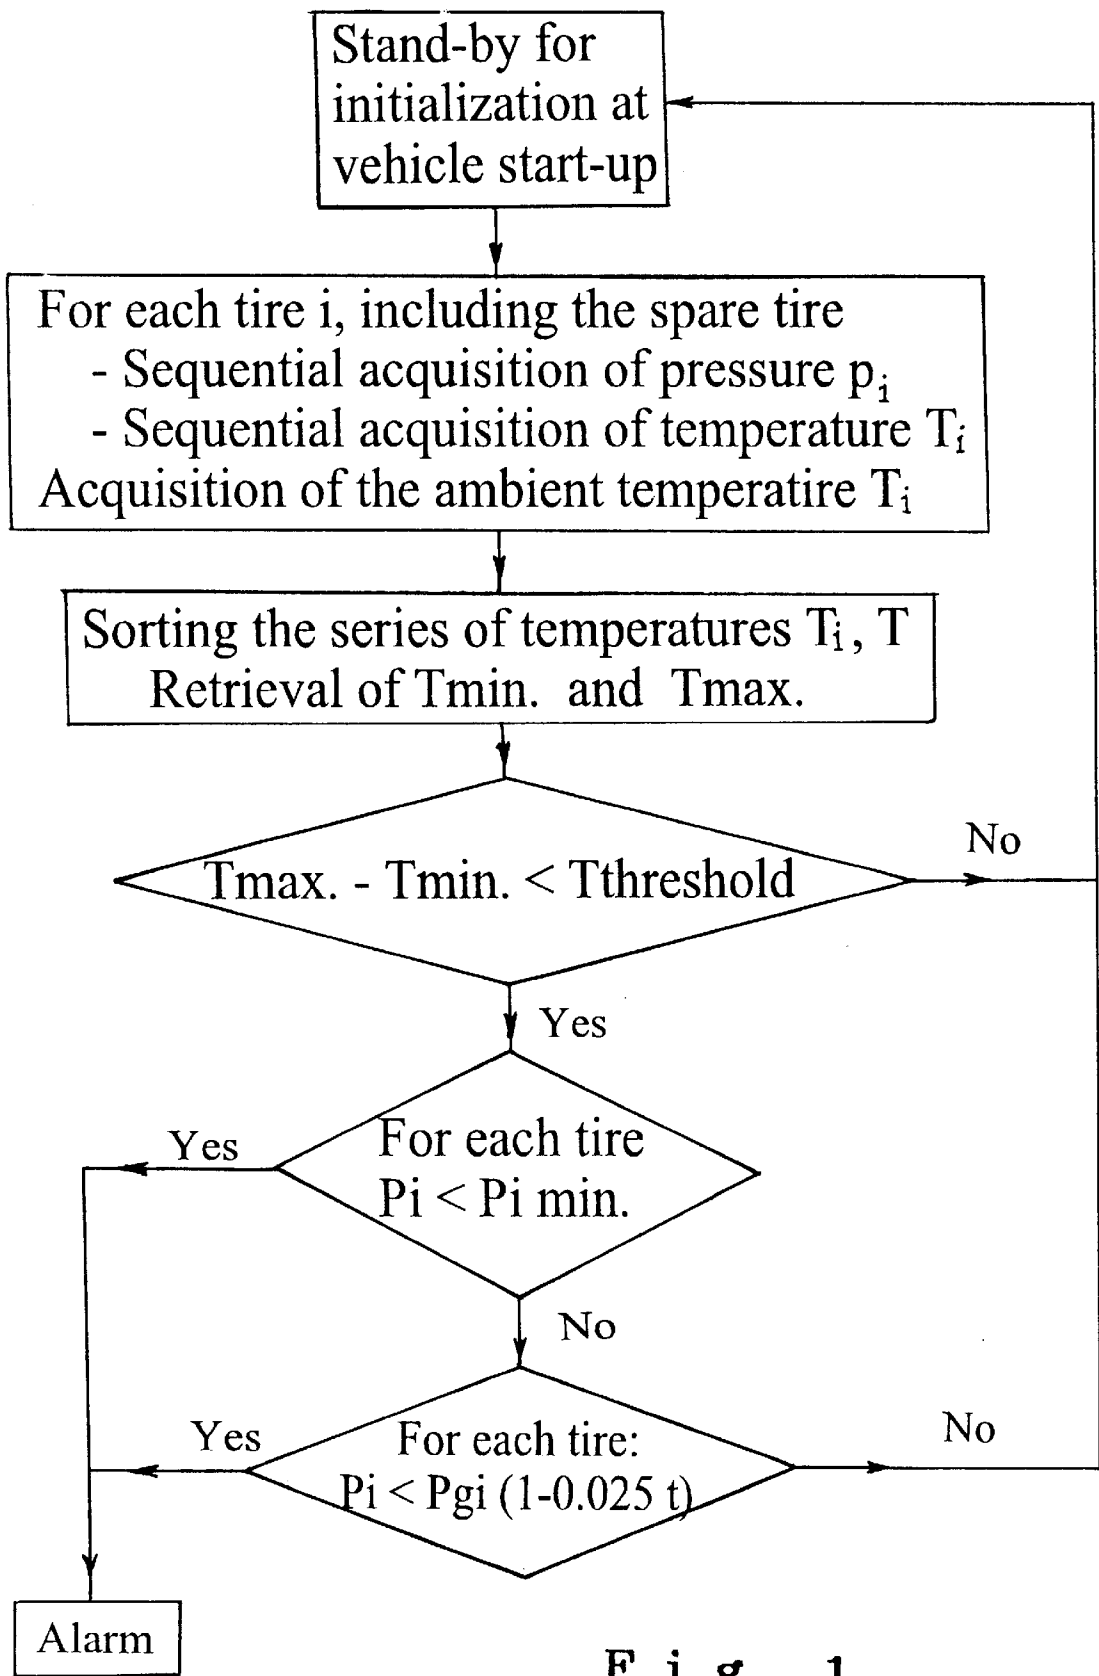 Stand-by for
initialization at
vehicle start-up
For each tire i, including the spare tire
- Sequential acquisition of pressure pi
- Sequential acquisition of temperature Ti
Acquisition of the ambient temperatire Ti
Sorting the series of temperatures Ti, T
Retrieval of Tmin. and Tmax.
Tmax. - Tmin. < Tthreshold
No
Yes
For each tire
Pi < Pi min.
Yes
No
For each tire:
Pi < Pgi (1-0.025 t)
Yes
No
Alarm
Fig. 1